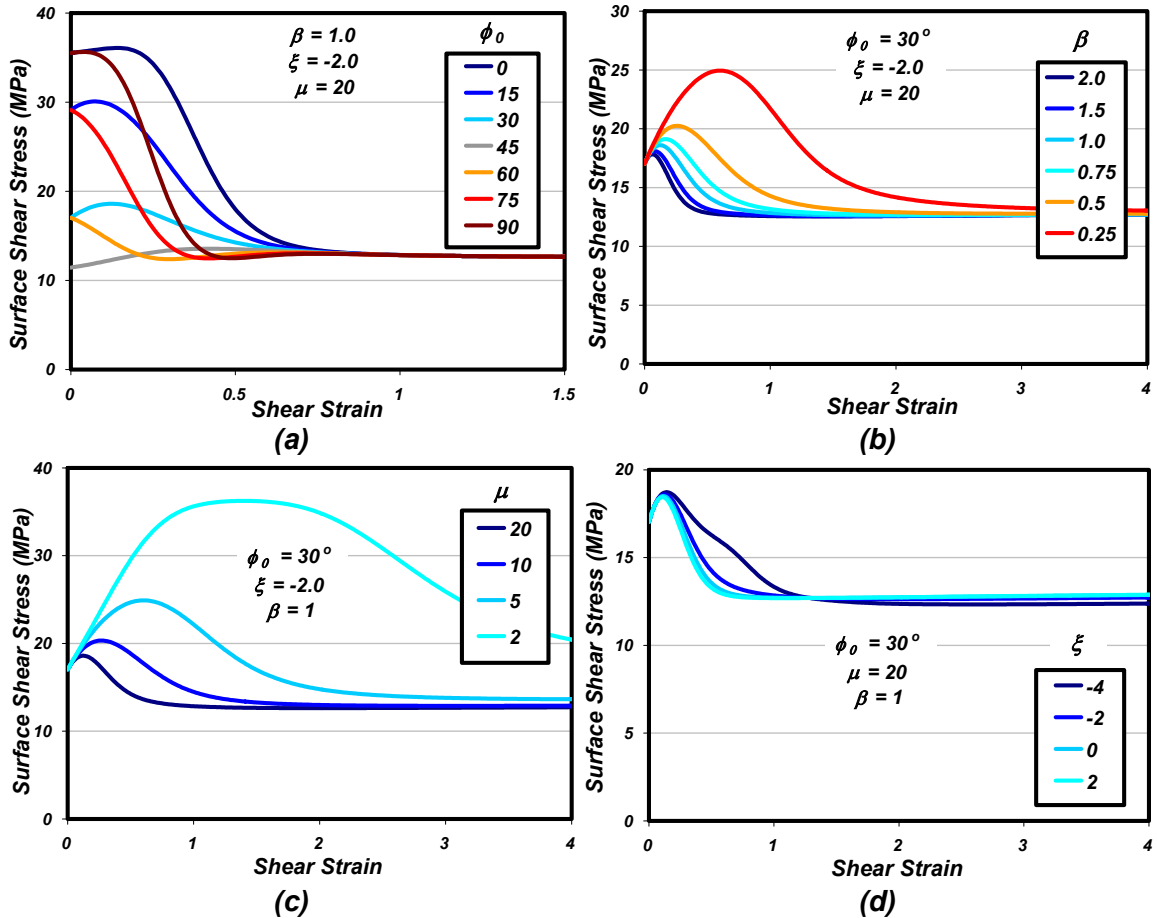 Surface Shear Stress (MPa)
40
30
20
10
0
0
0.5
1
1.5
Shear Strain
β = 1.0
ξ = -2.0
μ = 20
ϕ₀
0
15
30
45
60
75
90
(a)
Surface Shear Stress (MPa)
30
25
20
15
10
5
0
0
1
2
3
4
Shear Strain
ϕ₀ = 30°
ξ = -2.0
μ = 20
β
2.0
1.5
1.0
0.75
0.5
0.25
(b)
Surface Shear Stress (MPa)
40
30
20
10
0
0
1
2
3
4
Shear Strain
ϕ₀ = 30°
ξ = -2.0
β = 1
μ
20
10
5
2
(c)
Surface Shear Stress (MPa)
20
15
10
5
0
0
1
2
3
4
Shear Strain
ϕ₀ = 30°
μ = 20
β = 1
ξ
-4
-2
0
2
(d)